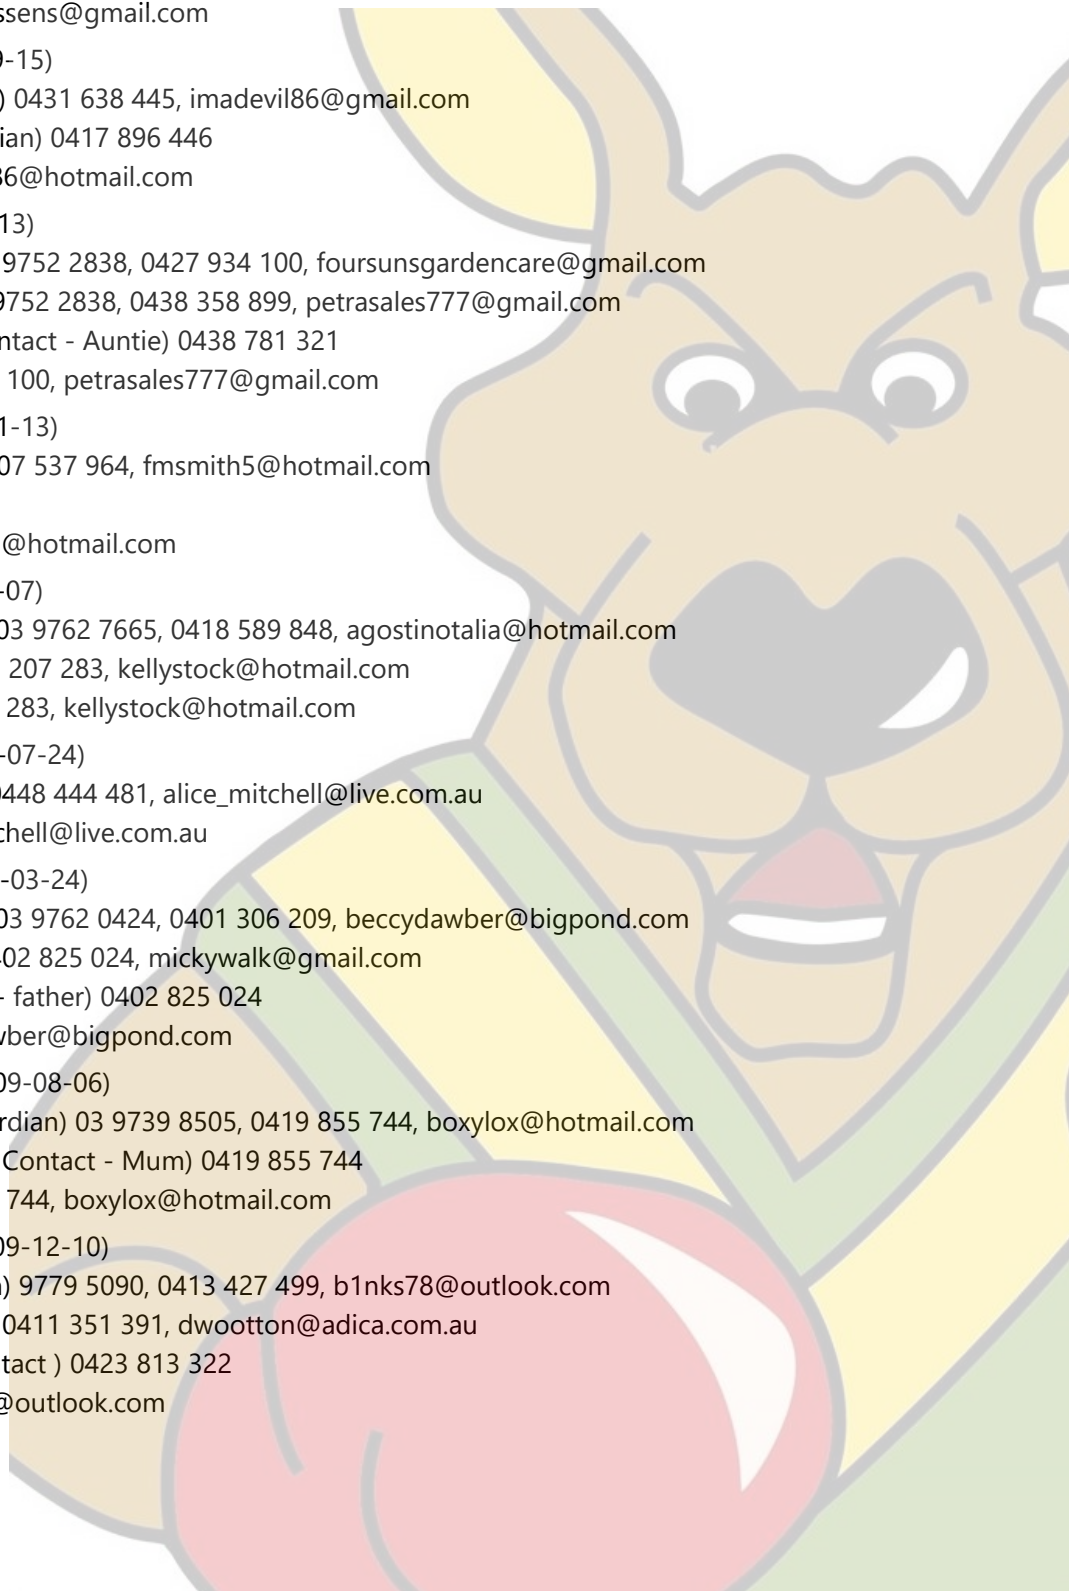 ssens@gmail.com
9-15)
) 0431 638 445, imadevil86@gmail.com
ian) 0417 896 446
86@hotmail.com
13)
9752 2838, 0427 934 100, foursunsgardencare@gmail.com
9752 2838, 0438 358 899, petrasales777@gmail.com
ntact - Auntie) 0438 781 321
100, petrasales777@gmail.com
1-13)
07 537 964, fmsmith5@hotmail.com
@hotmail.com
-07)
03 9762 7665, 0418 589 848, agostinotalia@hotmail.com
207 283, kellystock@hotmail.com
283, kellystock@hotmail.com
-07-24)
0448 444 481, alice_mitchell@live.com.au
chell@live.com.au
-03-24)
03 9762 0424, 0401 306 209, beccydawber@bigpond.com
402 825 024, mickywalk@gmail.com
- father) 0402 825 024
wber@bigpond.com
09-08-06)
rdian) 03 9739 8505, 0419 855 744, boxylox@hotmail.com
Contact - Mum) 0419 855 744
744, boxylox@hotmail.com
09-12-10)
) 9779 5090, 0413 427 499, b1nks78@outlook.com
0411 351 391, dwootton@adica.com.au
tact ) 0423 813 322
@outlook.com